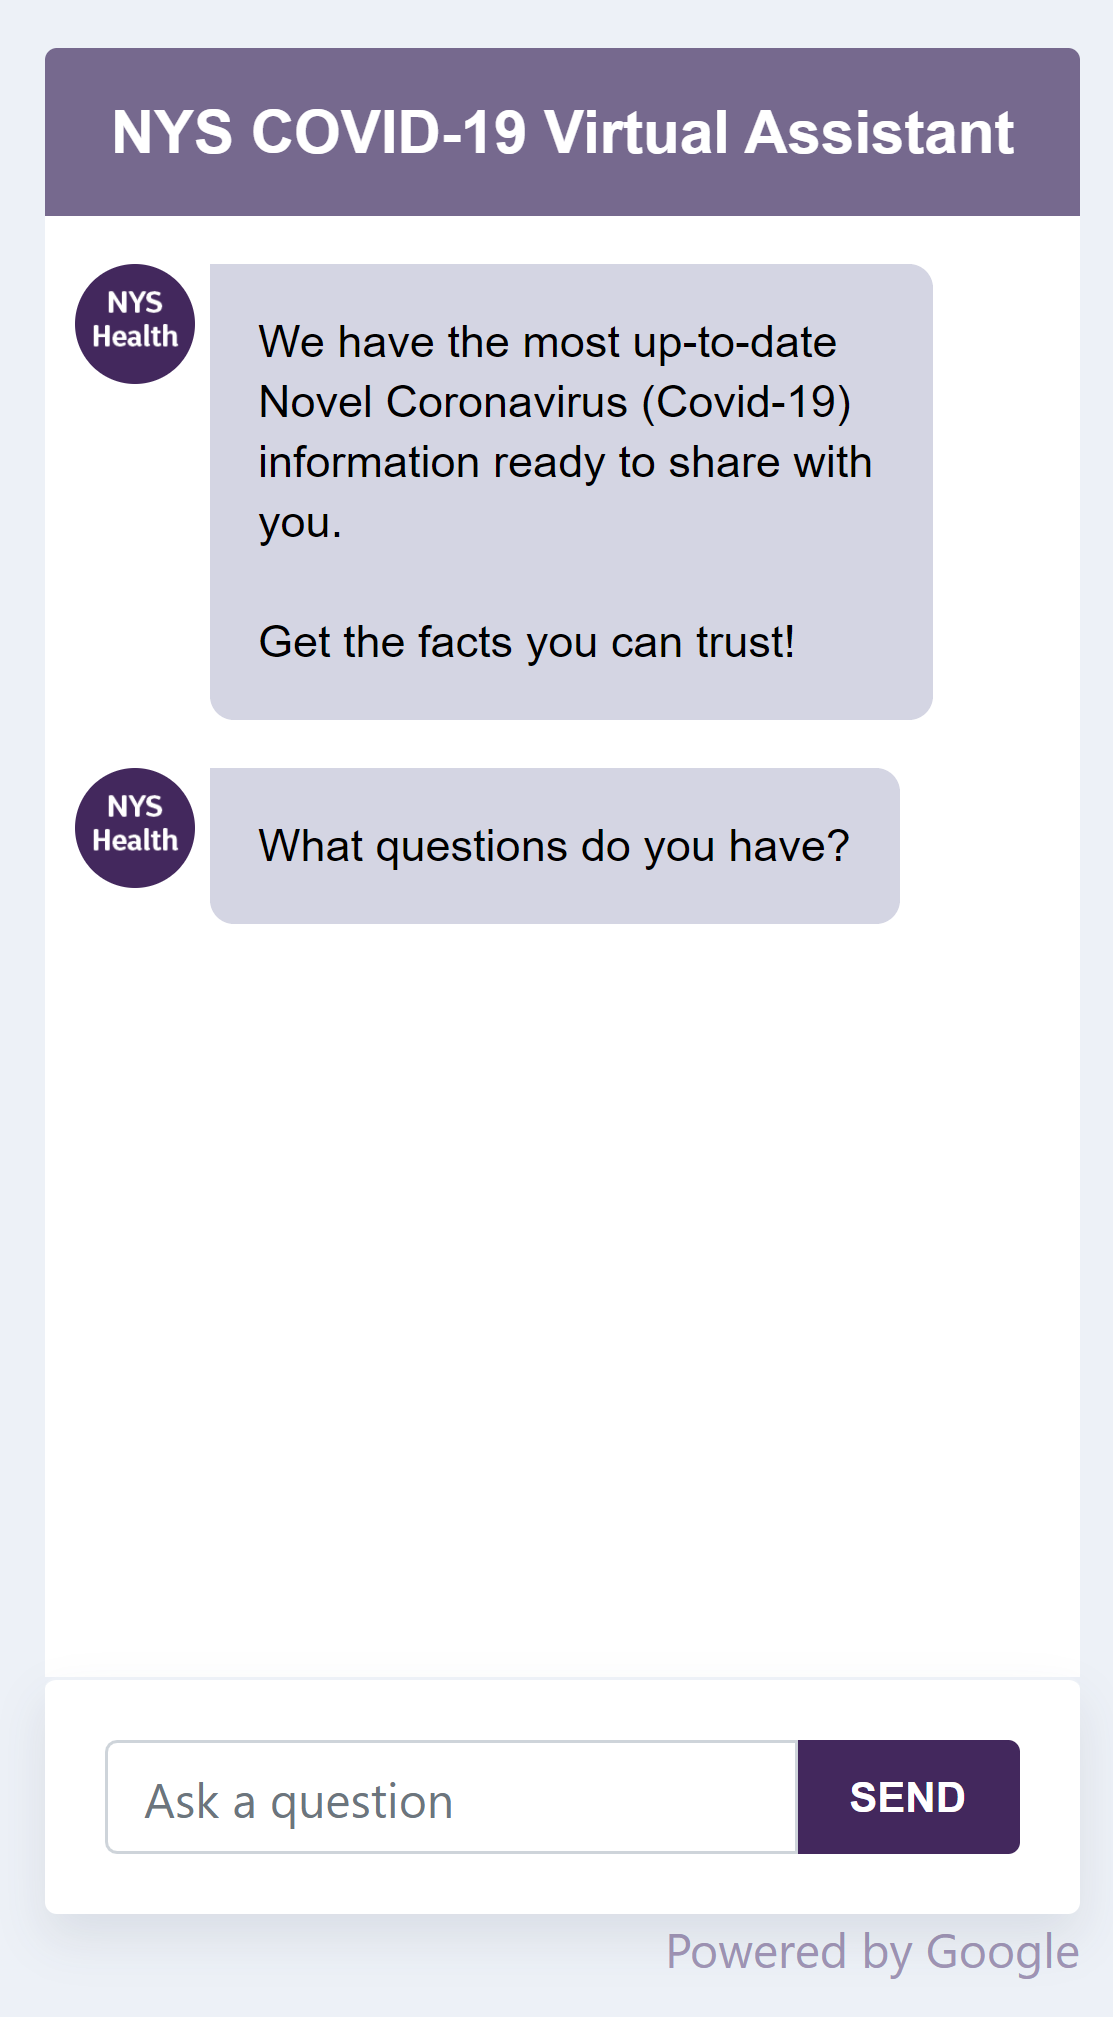 NYS COVID-19 Virtual Assistant
NYS
Health
We have the most up-to-date
Novel Coronavirus (Covid-19)
information ready to share with
you.
Get the facts you can trust!
NYS
Health
What questions do you have?
Ask a question
SEND
Powered by Google